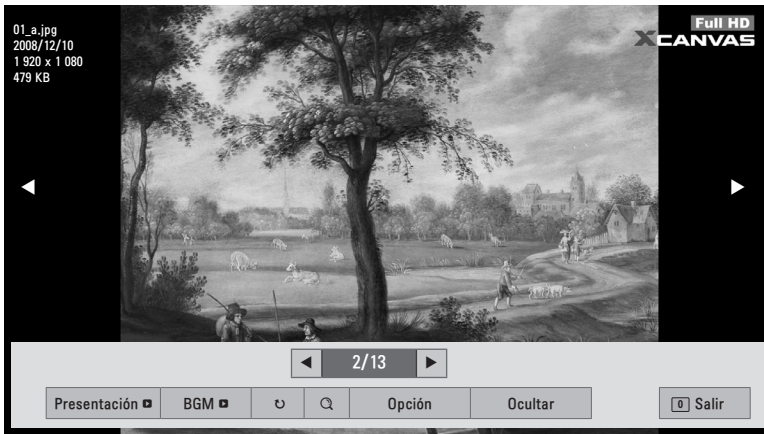 01_a.jpg
2008/12/10
1 920 x 1 080
479 KB
Full HD
XCANVAS
2/13
Presentación BGM Opción Ocultar 0 Salir